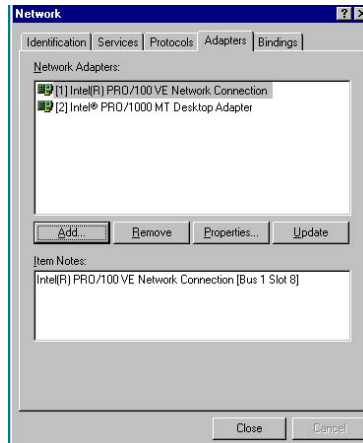 Network
Identification Services Protocols Adapters Bindings
Network Adapters:
[1] Intel(R) PRO/100 VE Network Connection
[2] Intel® PRO/1000 MT Desktop Adapter
Add... Remove Properties... Update
Item Notes:
Intel(R) PRO/100 VE Network Connection [Bus 1 Slot 8]
Close Cancel